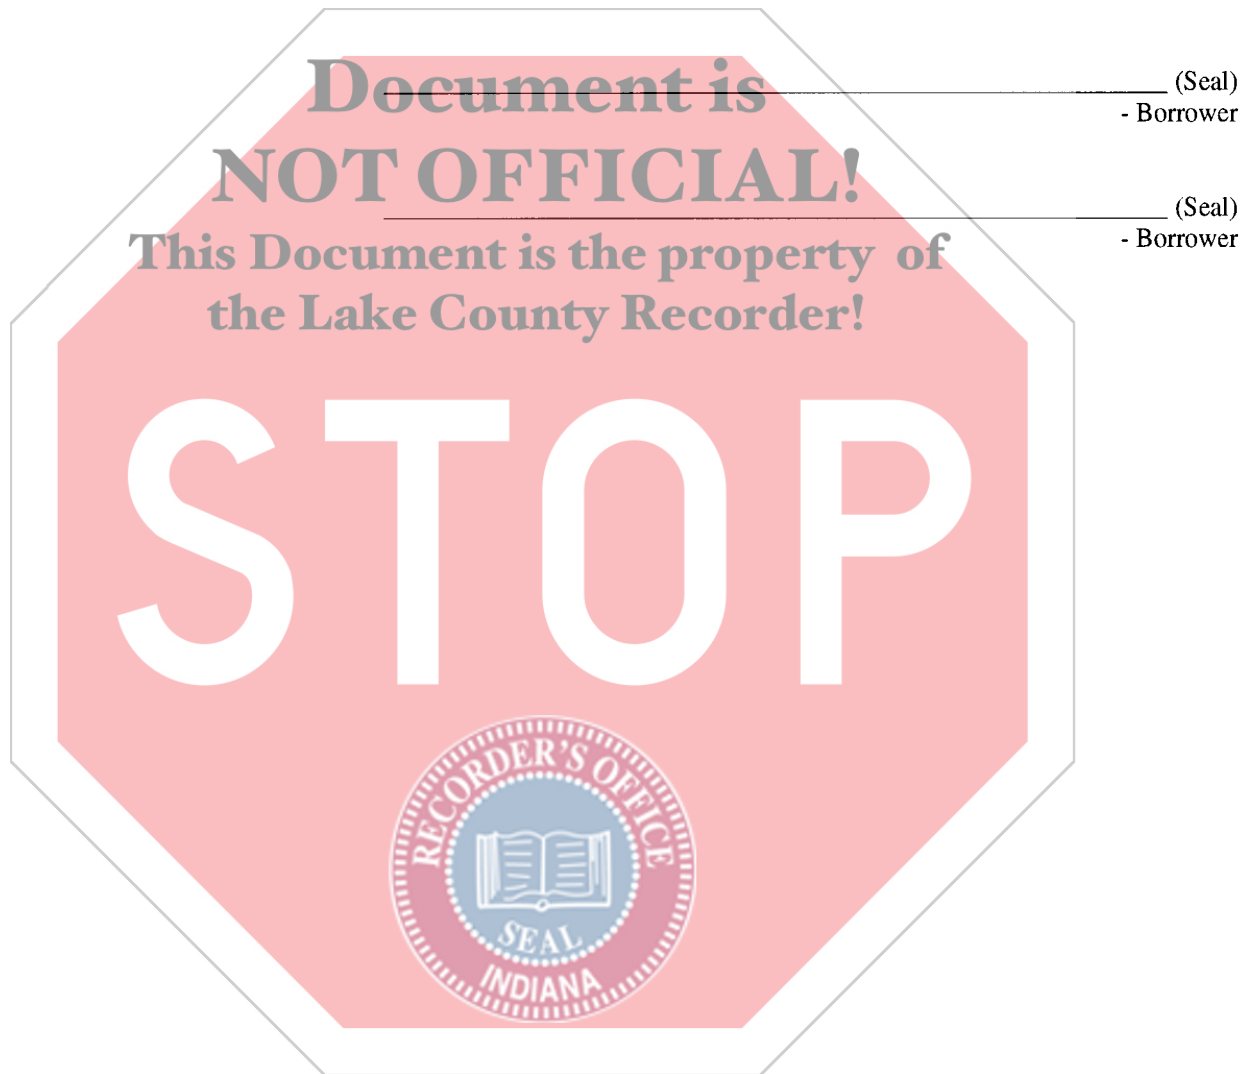 Document is
(Seal)
- Borrower
NOT OFFICIAL!
(Seal)
- Borrower
This Document is the property of
the Lake County Recorder!
STOP
RECORDER'S OFFICE
SEAL
INDIANA